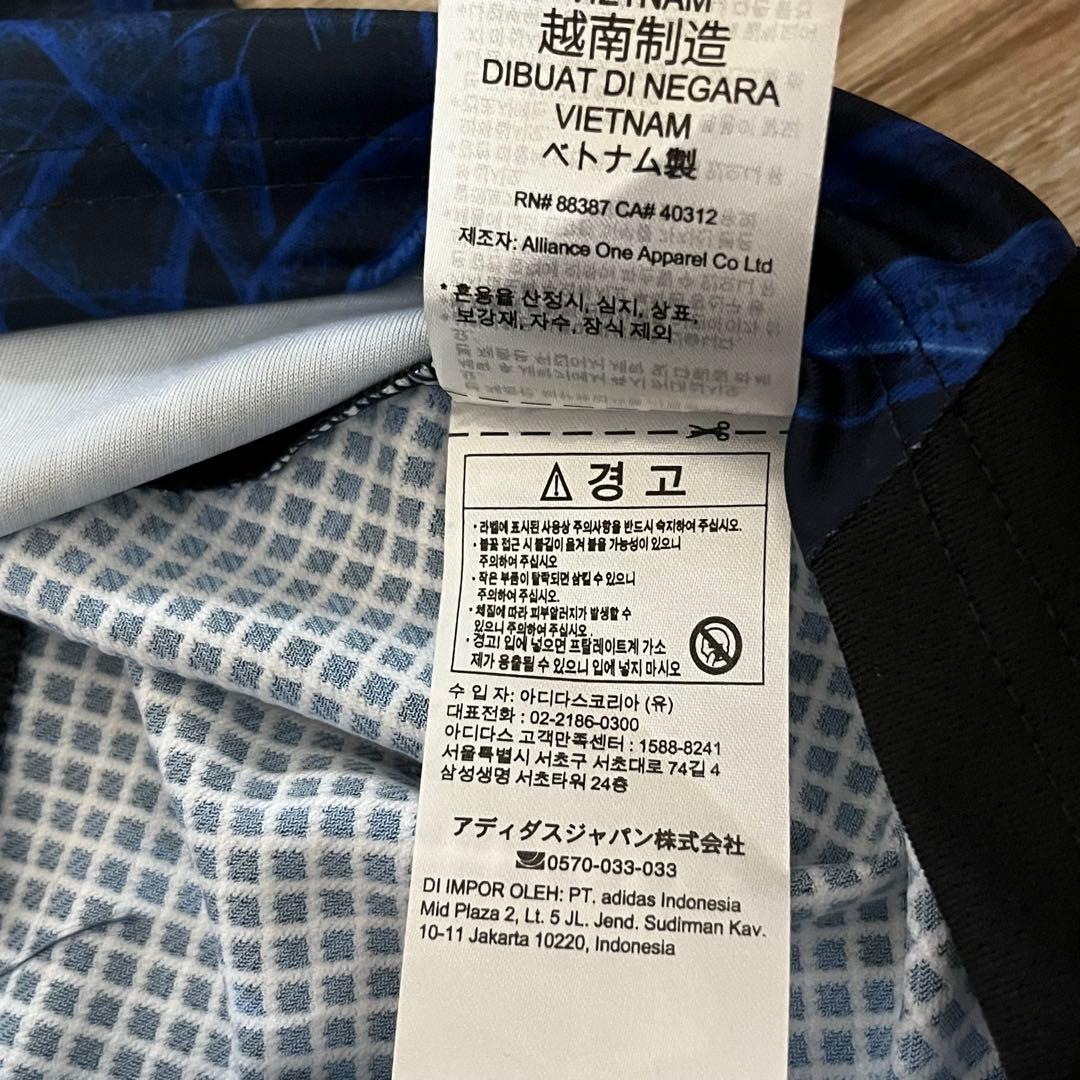 VIETNAM
越南制造
DIBUAT DI NEGARA
VIETNAM
ベトナム製
RN# 88387 CA# 40312
제조자: Alliance One Apparel Co Ltd
* 혼용율 산정시, 심지, 상표,
보강재, 자수, 장식 제외
경 고
· 라벨에 표시된 사용상 주의사항을 반드시 숙지하여 주십시오.
· 불꽃 접근 시 불길이 옮겨 붙을 가능성이 있으니
주의하여 주십시오
· 작은 부품이 탈락되면 삼킬 수 있으니
주의하여 주십시오.
· 체질에 따라 피부알러지가 발생할 수
있으니 주의하여 주십시오.
· 경고! 입에 넣으면 프탈레이트계 가소
제가 용출될 수 있으니 입에 넣지 마시오
수 입 자: 아디다스코리아 (유)
대표전화 : 02-2186-0300
아디다스 고객만족센터 : 1588-8241
서울특별시 서초구 서초대로 74길 4
삼성생명 서초타워 24층
アディダスジャパン株式会社
0570-033-033
DI IMPOR OLEH: PT. adidas Indonesia
Mid Plaza 2, Lt. 5 JL. Jend. Sudirman Kav.
10-11 Jakarta 10220, Indonesia